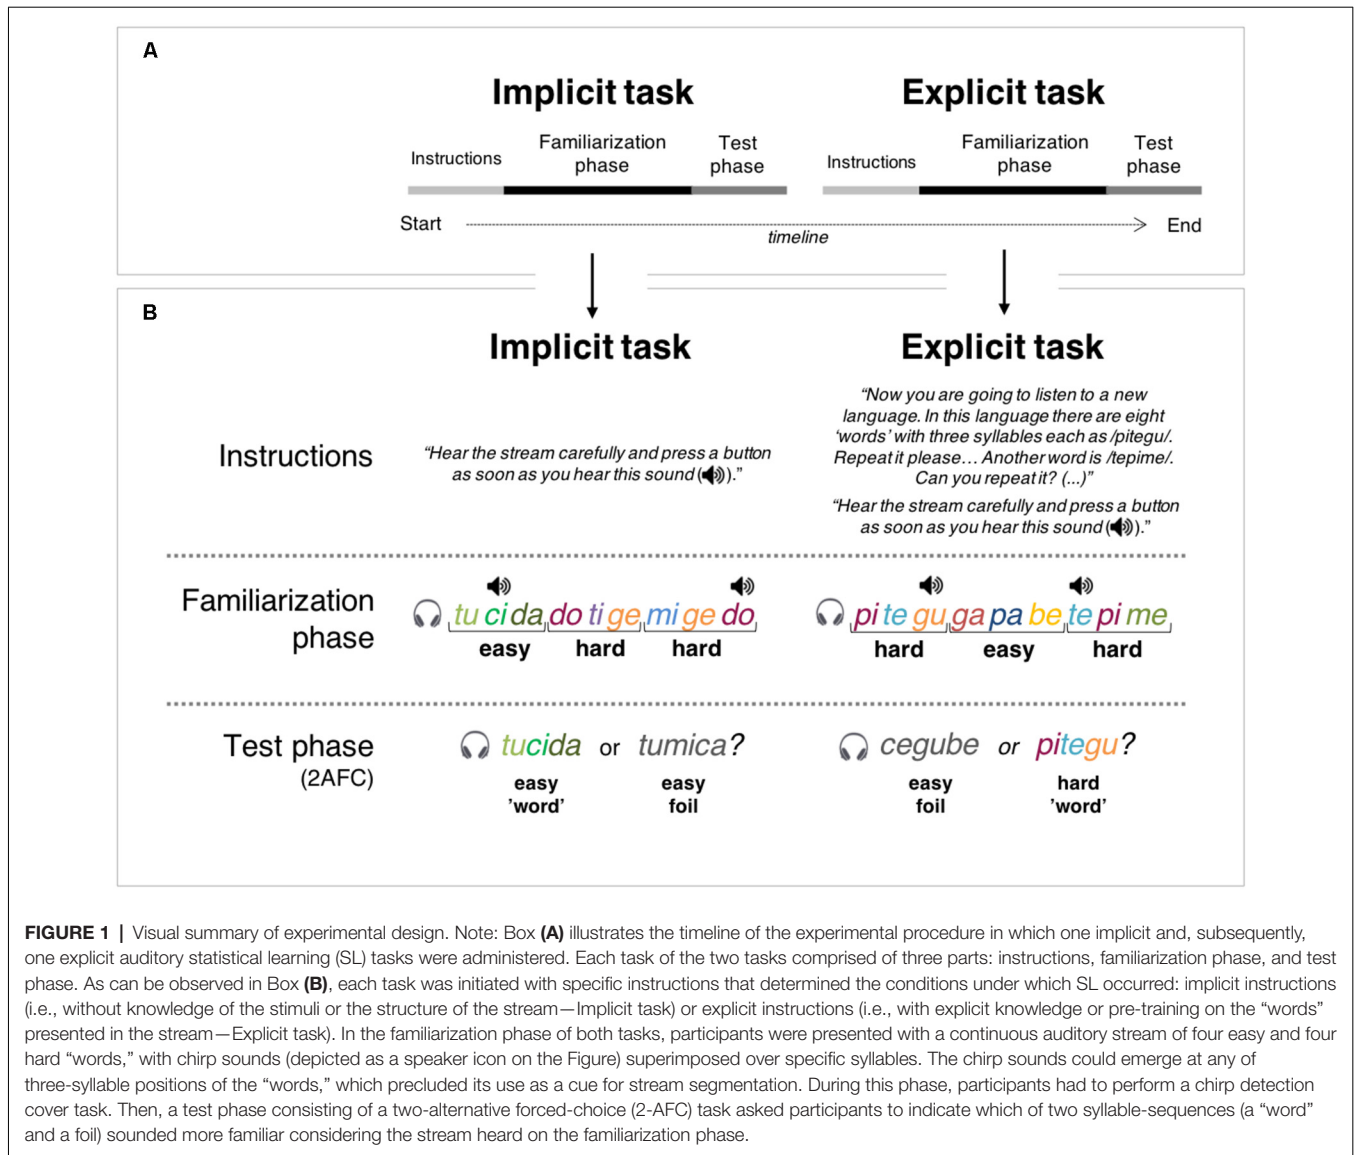 A
Implicit task
Explicit task
Instructions
Familiarization
phase
Test
phase
Instructions
Familiarization
phase
Test
phase
Start
timeline
End
B
Implicit task
Explicit task
Instructions
“Hear the stream carefully and press a button
as soon as you hear this sound ( ).”
“Now you are going to listen to a new
language. In this language there are eight
‘words’ with three syllables each as /pitegu/.
Repeat it please… Another word is /tepime/.
Can you repeat it? (...)”
“Hear the stream carefully and press a button
as soon as you hear this sound ( ).”
Familiarization
phase
tu ci da do ti ge mi ge do
easy hard hard
pi te gu ga pa be te pi me
hard easy hard
Test phase
(2AFC)
tucida or tumica?
easy
'word'
easy
foil
cegube or pitegu?
easy
foil
hard
'word'
FIGURE 1 | Visual summary of experimental design. Note: Box (A) illustrates the timeline of the experimental procedure in which one implicit and, subsequently,
one explicit auditory statistical learning (SL) tasks were administered. Each task of the two tasks comprised of three parts: instructions, familiarization phase, and test
phase. As can be observed in Box (B), each task was initiated with specific instructions that determined the conditions under which SL occurred: implicit instructions
(i.e., without knowledge of the stimuli or the structure of the stream—Implicit task) or explicit instructions (i.e., with explicit knowledge or pre-training on the “words”
presented in the stream—Explicit task). In the familiarization phase of both tasks, participants were presented with a continuous auditory stream of four easy and four
hard “words,” with chirp sounds (depicted as a speaker icon on the Figure) superimposed over specific syllables. The chirp sounds could emerge at any of
three-syllable positions of the “words,” which precluded its use as a cue for stream segmentation. During this phase, participants had to perform a chirp detection
cover task. Then, a test phase consisting of a two-alternative forced-choice (2-AFC) task asked participants to indicate which of two syllable-sequences (a “word”
and a foil) sounded more familiar considering the stream heard on the familiarization phase.